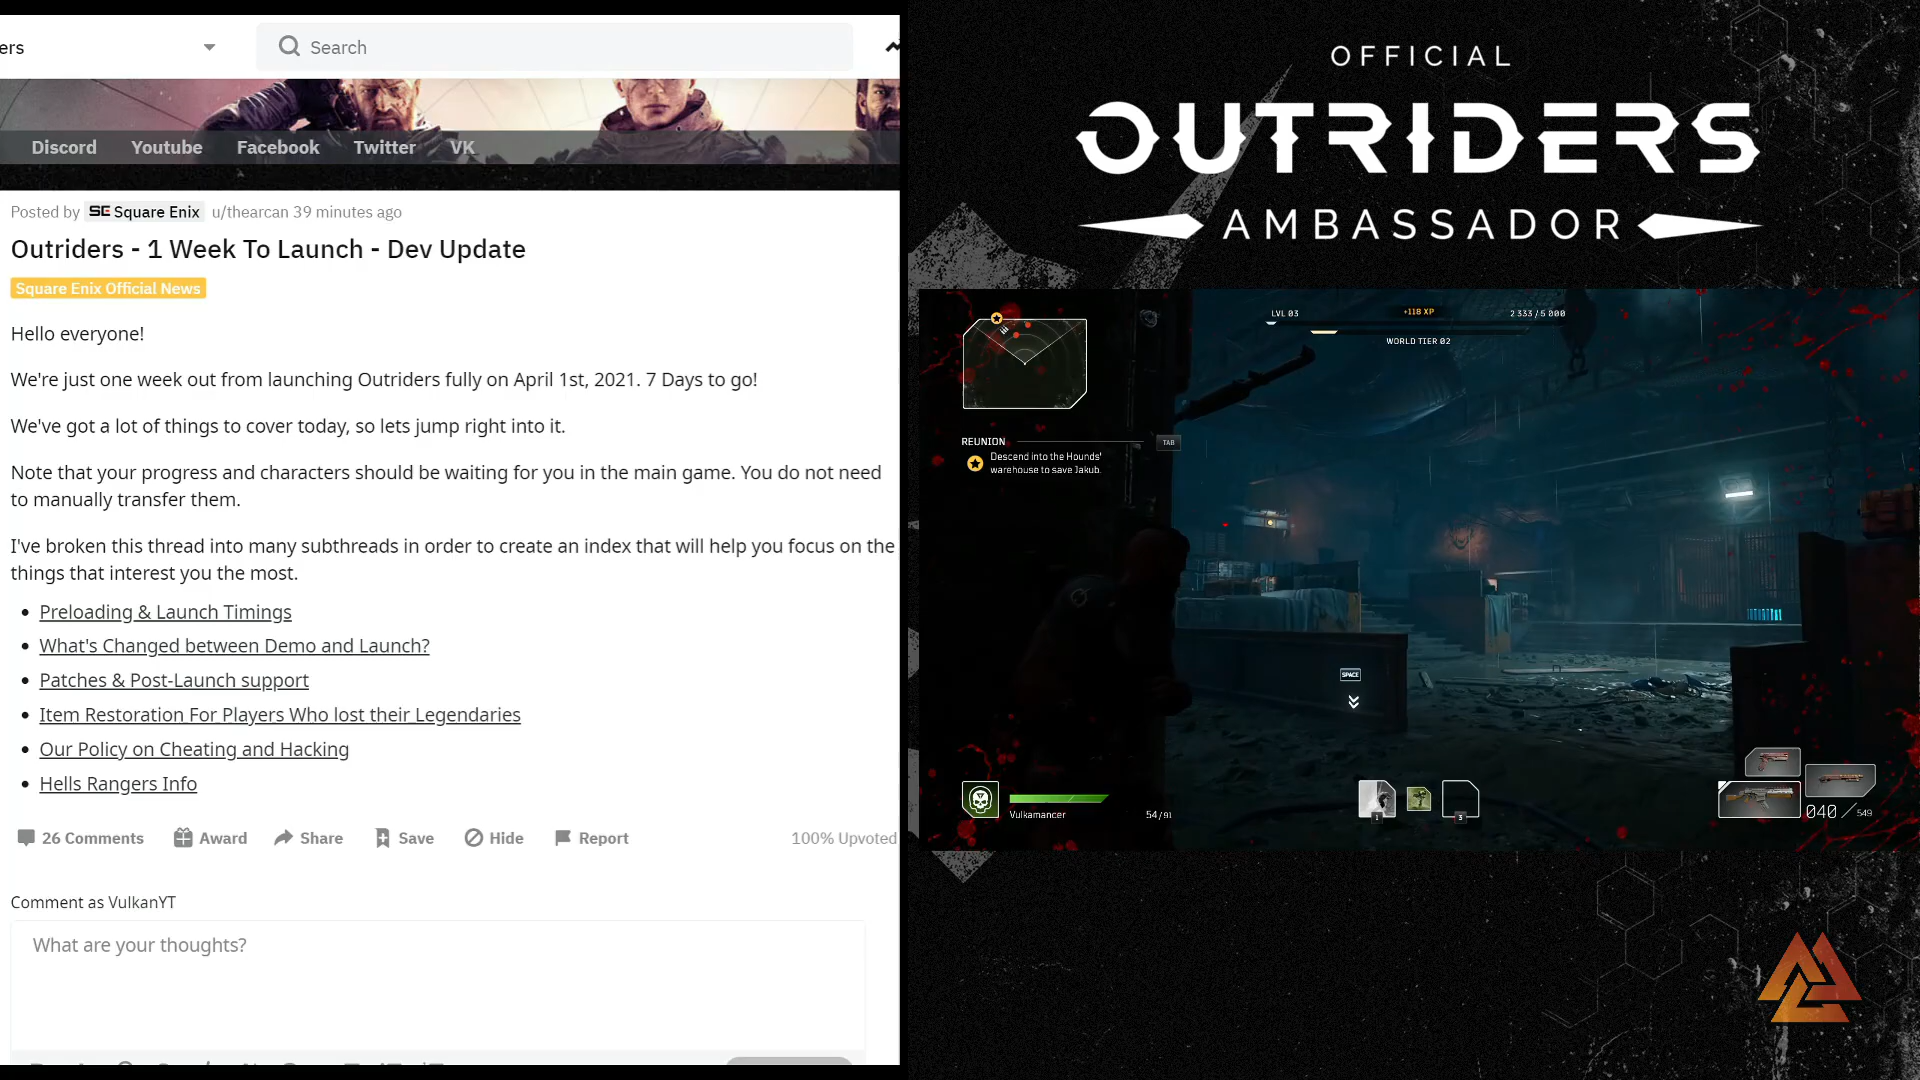 ers
Search
Discord Youtube Facebook Twitter VK
Posted by SE Square Enix u/thearcan 39 minutes ago
Outriders - 1 Week To Launch - Dev Update
Square Enix Official News
Hello everyone!
We're just one week out from launching Outriders fully on April 1st, 2021. 7 Days to go!
We've got a lot of things to cover today, so lets jump right into it.
Note that your progress and characters should be waiting for you in the main game. You do not need
to manually transfer them.
I've broken this thread into many subthreads in order to create an index that will help you focus on the
things that interest you the most.
• Preloading & Launch Timings
• What's Changed between Demo and Launch?
• Patches & Post-Launch support
• Item Restoration For Players Who lost their Legendaries
• Our Policy on Cheating and Hacking
• Hells Rangers Info
26 Comments Award Share Save Hide Report 100% Upvoted
Comment as VulkanYT
What are your thoughts?
OFFICIAL
OUTRIDERS
AMBASSADOR
LVL 03 +118 XP 2 333 / 5 000
WORLD TIER 02
REUNION TAB
Descend into the Hounds'
warehouse to save Jakub.
SPACE
Vulkamancer 54 / 91
1 3
040 / 549